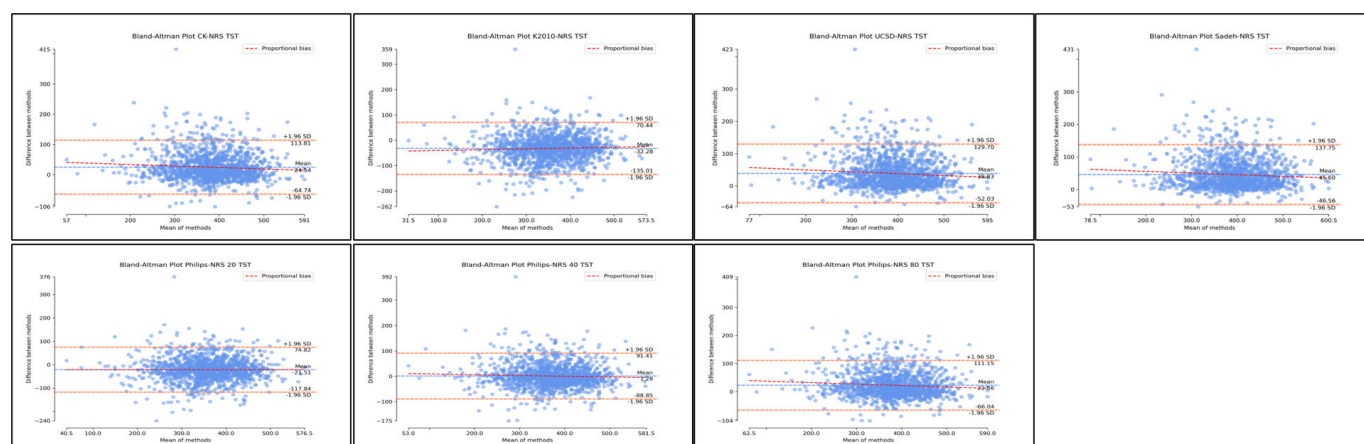 Bland-Altman Plot CK-NRS TST
Proportional bias
415
300
200
100
0
-106
Difference between methods
+1.96 SD
113.81
Mean
24.54
-64.74
-1.96 SD
57
200
300
400
500
591
Mean of methods
Bland-Altman Plot K2010-NRS TST
Proportional bias
359
300
200
100
0
-100
-200
-262
Difference between methods
+1.96 SD
70.44
Mean
-32.28
-135.01
-1.96 SD
31.5
100.0
200.0
300.0
400.0
500.0
573.5
Mean of methods
Bland-Altman Plot UCSD-NRS TST
Proportional bias
423
300
200
100
0
-64
Difference between methods
+1.96 SD
129.70
Mean
38.83
-52.03
-1.96 SD
77
200
300
400
500
595
Mean of methods
Bland-Altman Plot Sadeh-NRS TST
Proportional bias
431
300
200
100
0
-53
Difference between methods
+1.96 SD
137.75
Mean
45.60
-46.56
-1.96 SD
78.5
200.0
300.0
400.0
500.0
600.5
Mean of methods
Bland-Altman Plot Philips-NRS 20 TST
Proportional bias
376
300
200
100
0
-100
-240
Difference between methods
+1.96 SD
74.82
Mean
-21.51
-117.84
-1.96 SD
40.5
100.0
200.0
300.0
400.0
500.0
576.5
Mean of methods
Bland-Altman Plot Philips-NRS 40 TST
Proportional bias
392
300
200
100
0
-100
-175
Difference between methods
+1.96 SD
91.41
Mean
1.28
-88.85
-1.96 SD
53.0
200.0
300.0
400.0
500.0
581.5
Mean of methods
Bland-Altman Plot Philips-NRS 80 TST
Proportional bias
409
300
200
100
0
-104
Difference between methods
+1.96 SD
111.15
Mean
22.56
-66.04
-1.96 SD
62.5
200.0
300.0
400.0
500.0
590.0
Mean of methods